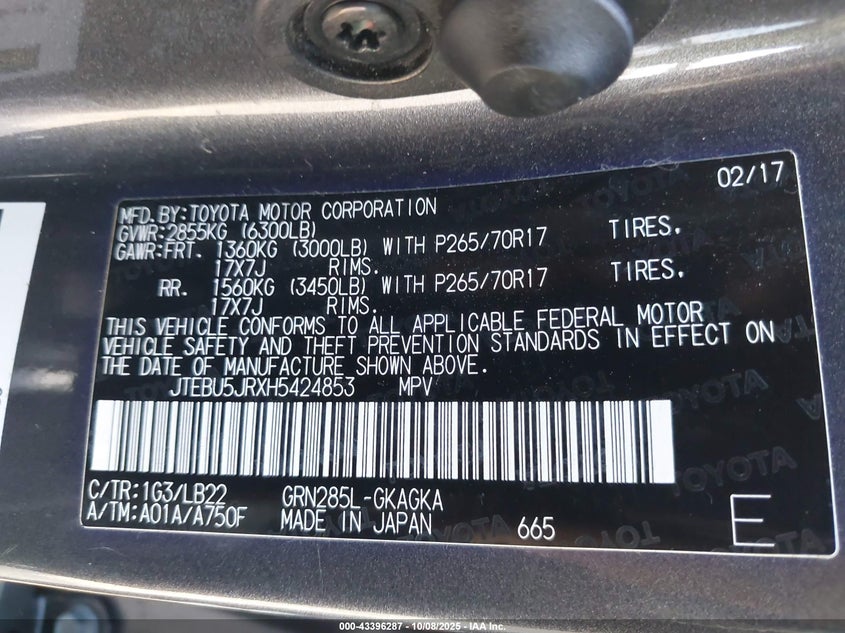 02/17
MFD.BY:TOYOTA MOTOR CORPORATION
GVWR:2855KG (6300LB)
GAWR:FRT. 1360KG (3000LB) WITH P265/70R17 TIRES.
17X7J RIMS.
RR. 1560KG (3450LB) WITH P265/70R17 TIRES.
17X7J RIMS.
THIS VEHICLE CONFORMS TO ALL APPLICABLE FEDERAL MOTOR
VEHICLE SAFETY AND THEFT PREVENTION STANDARDS IN EFFECT ON
THE DATE OF MANUFACTURE SHOWN ABOVE.
JTEBU5JRXH5424853 MPV
C/TR:1G3/LB22 GRN285L-GKAGKA
A/TM:A01A/A750F MADE IN JAPAN 665 E
000-43396287 - 10/08/2025 - IAA Inc.